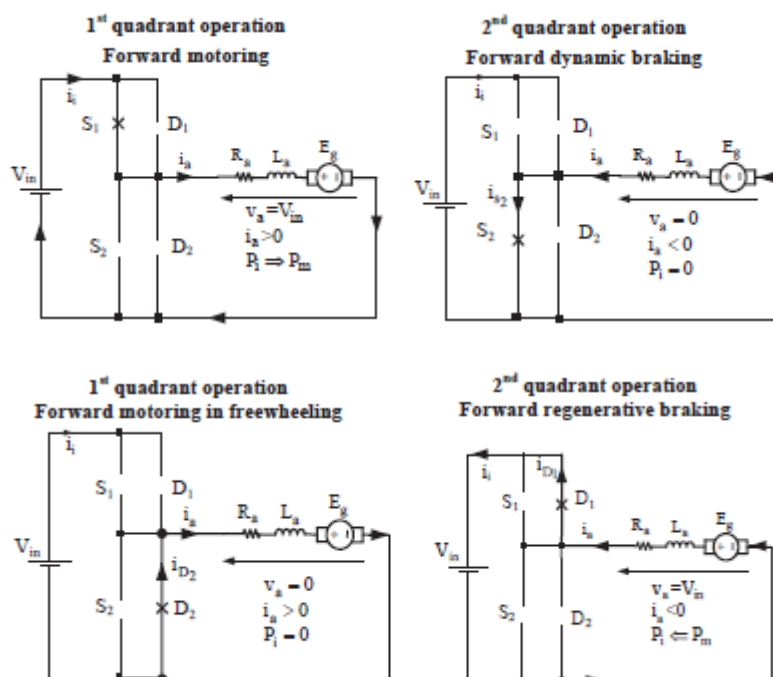 1st quadrant operation
Forward motoring
ii
S1
D1
ia
Ra
La
Eg
Vin
va=Vin
ia>0
Pi ⇒ Pm
S2
D2
2nd quadrant operation
Forward dynamic braking
ii
S1
D1
ia
Ra
La
Eg
Vin
is2
va = 0
ia < 0
Pi = 0
S2
D2
1st quadrant operation
Forward motoring in freewheeling
ii
S1
D1
ia
Ra
La
Eg
Vin
iD2
va = 0
ia > 0
Pi = 0
S2
D2
2nd quadrant operation
Forward regenerative braking
ii
iD1
S1
D1
ia
Ra
La
Eg
Vin
va=Vin
ia<0
Pi ⇐ Pm
S2
D2